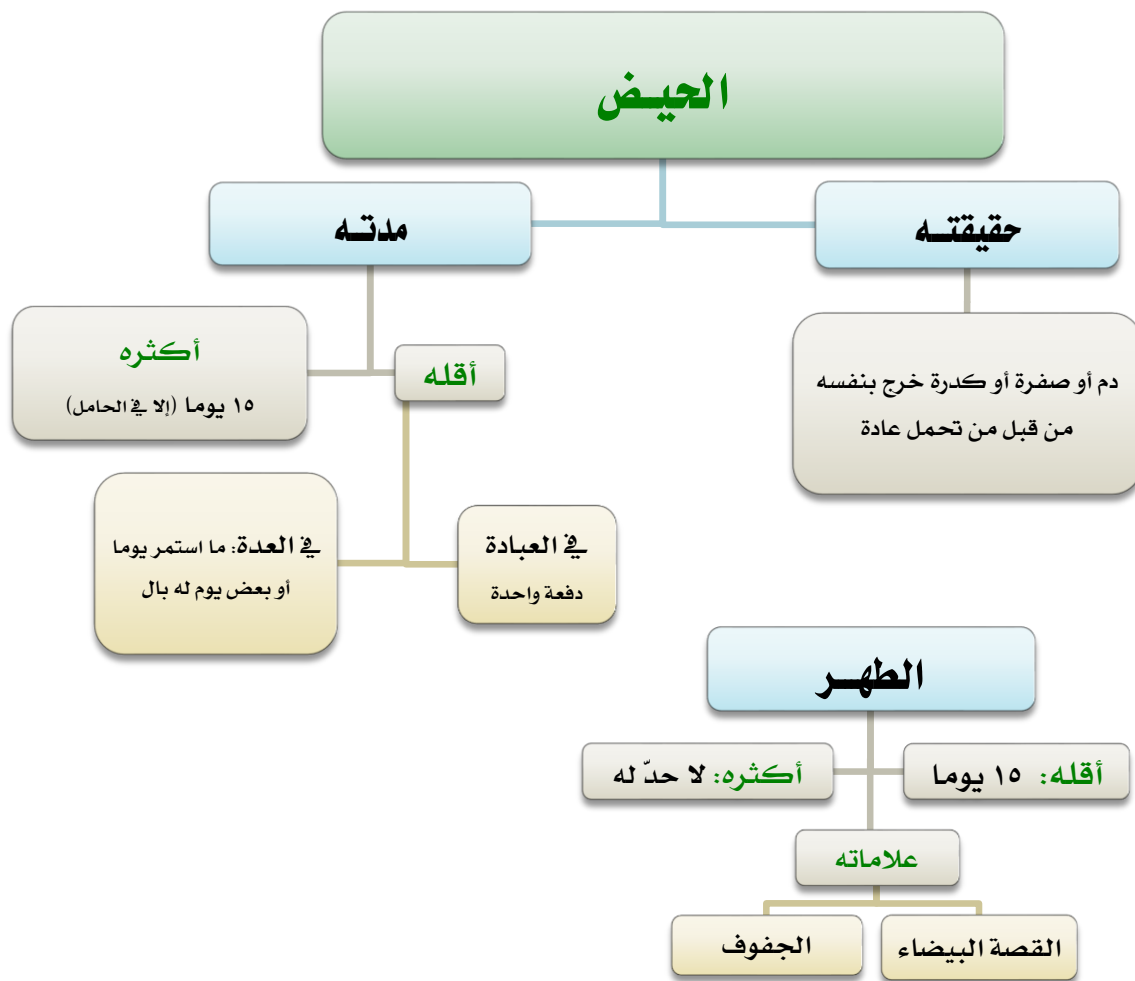 الحيض
حقيقته
دم أو صفرة أو كدرة خرج بنفسه
من قبل من تحمل عادة
مدته
أقله
في العبادة
دفعة واحدة
في العدة: ما استمر يوما
أو بعض يوم له بال
أكثره
١٥ يوما (إلا في الحامل)
الطهر
أقله: ١٥ يوما
أكثره: لا حدّ له
علاماته
القصة البيضاء
الجفوف